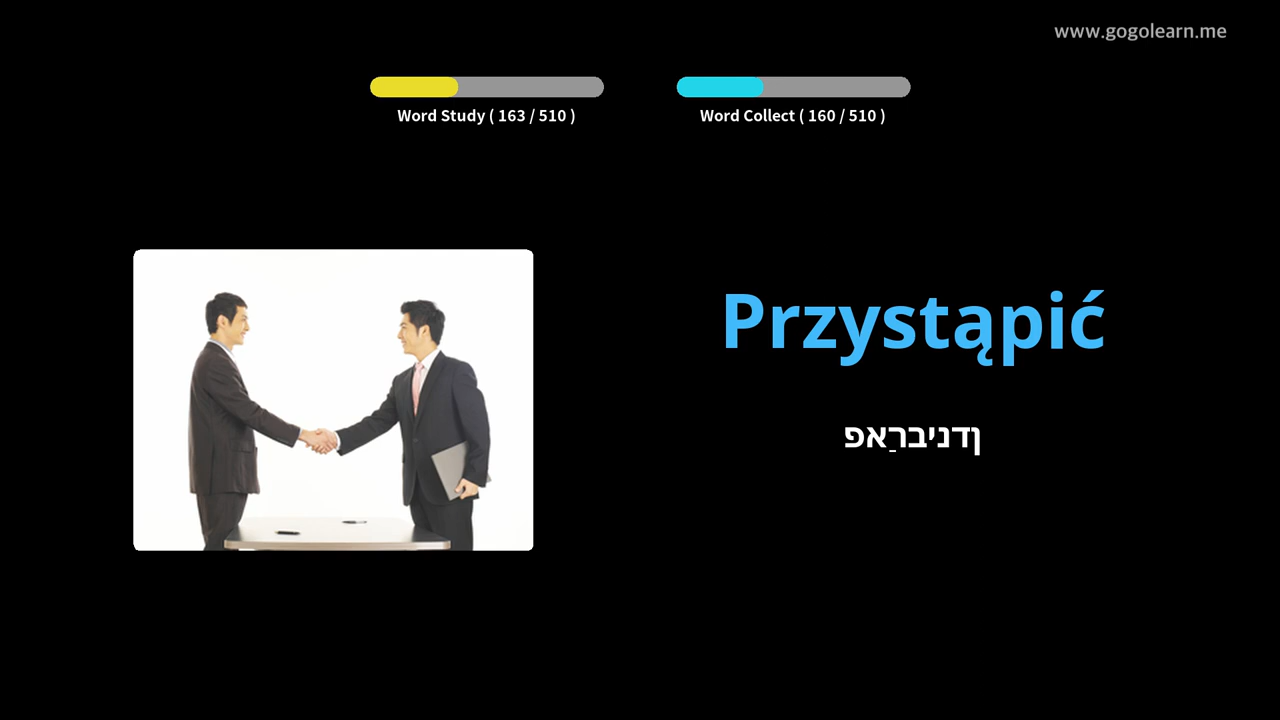 www.gogolearn.me
Word Study ( 163 / 510 )
Word Collect ( 160 / 510 )
Przystąpić
פאַרבינדן